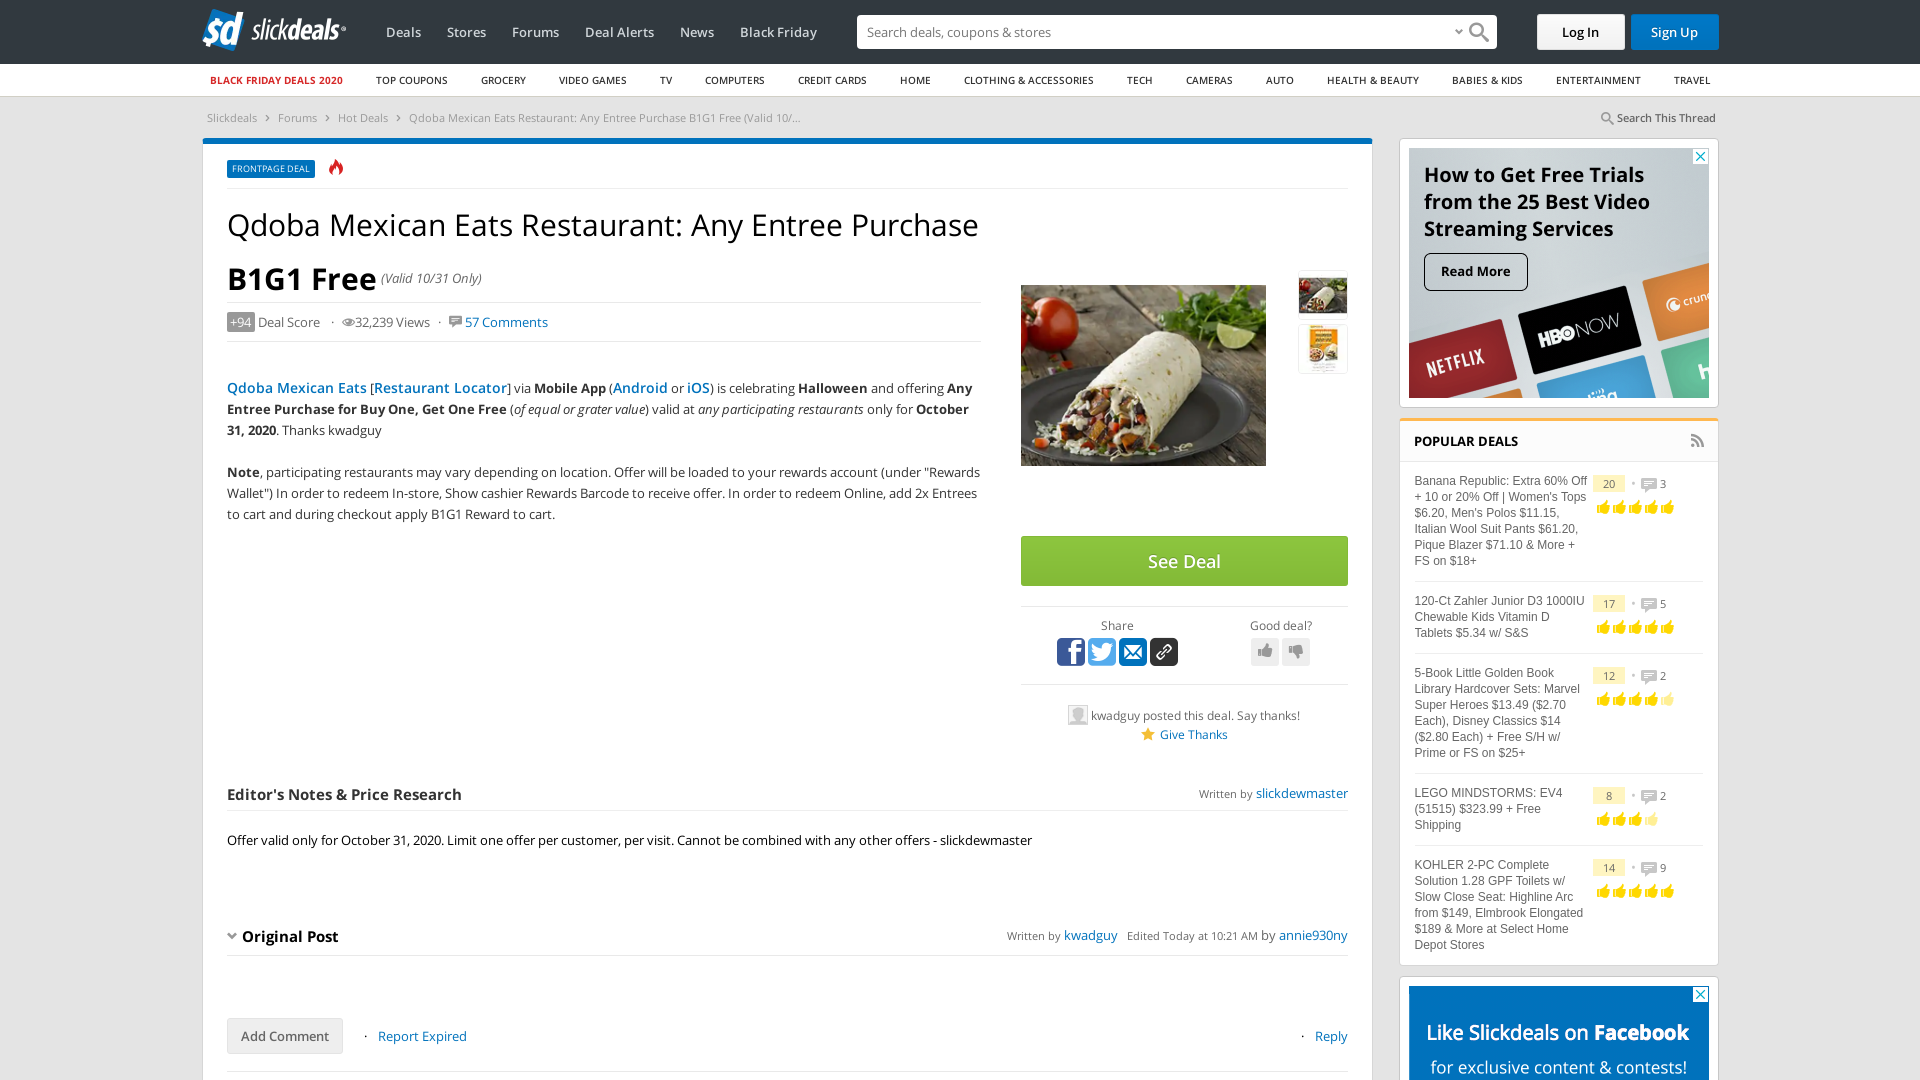 sd slickdeals
Deals Stores Forums Deal Alerts News Black Friday
Search deals, coupons & stores
Log In Sign Up
BLACK FRIDAY DEALS 2020 TOP COUPONS GROCERY VIDEO GAMES TV COMPUTERS CREDIT CARDS HOME CLOTHING & ACCESSORIES TECH CAMERAS AUTO HEALTH & BEAUTY BABIES & KIDS ENTERTAINMENT TRAVEL
Slickdeals › Forums › Hot Deals › Qdoba Mexican Eats Restaurant: Any Entree Purchase B1G1 Free (Valid 10/...
Search This Thread
FRONTPAGE DEAL
Qdoba Mexican Eats Restaurant: Any Entree Purchase
B1G1 Free (Valid 10/31 Only)
+94 Deal Score · 32,239 Views · 57 Comments
Qdoba Mexican Eats [Restaurant Locator] via Mobile App (Android or iOS) is celebrating Halloween and offering Any
Entree Purchase for Buy One, Get One Free (of equal or grater value) valid at any participating restaurants only for October
31, 2020. Thanks kwadguy
Note, participating restaurants may vary depending on location. Offer will be loaded to your rewards account (under "Rewards
Wallet") In order to redeem In-store, Show cashier Rewards Barcode to receive offer. In order to redeem Online, add 2x Entrees
to cart and during checkout apply B1G1 Reward to cart.
See Deal
Share
Good deal?
kwadguy posted this deal. Say thanks!
Give Thanks
Editor's Notes & Price Research
Written by slickdewmaster
Offer valid only for October 31, 2020. Limit one offer per customer, per visit. Cannot be combined with any other offers - slickdewmaster
Original Post
Written by kwadguy Edited Today at 10:21 AM by annie930ny
Add Comment · Report Expired
· Reply
How to Get Free Trials
from the 25 Best Video
Streaming Services
Read More
NETFLIX
HBO NOW
POPULAR DEALS
Banana Republic: Extra 60% Off
+ 10 or 20% Off | Women's Tops
$6.20, Men's Polos $11.15,
Italian Wool Suit Pants $61.20,
Pique Blazer $71.10 & More +
FS on $18+
20 · 3
120-Ct Zahler Junior D3 1000IU
Chewable Kids Vitamin D
Tablets $5.34 w/ S&S
17 · 5
5-Book Little Golden Book
Library Hardcover Sets: Marvel
Super Heroes $13.49 ($2.70
Each), Disney Classics $14
($2.80 Each) + Free S/H w/
Prime or FS on $25+
12 · 2
LEGO MINDSTORMS: EV4
(51515) $323.99 + Free
Shipping
8 · 2
KOHLER 2-PC Complete
Solution 1.28 GPF Toilets w/
Slow Close Seat: Highline Arc
from $149, Elmbrook Elongated
$189 & More at Select Home
Depot Stores
14 · 9
Like Slickdeals on Facebook
for exclusive content & contests!